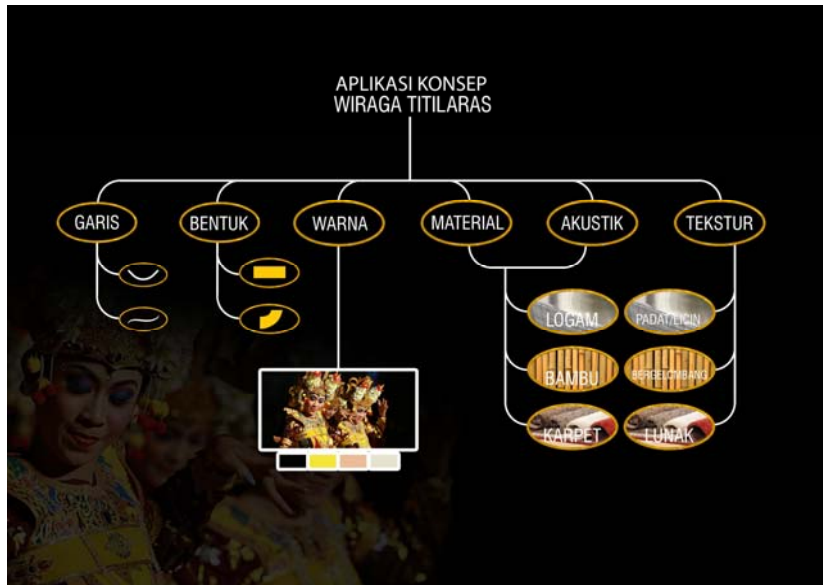 APLIKASI KONSEP
WIRAGA TITILARAS
GARIS
BENTUK
WARNA
MATERIAL
AKUSTIK
TEKSTUR
LOGAM
PADAT/LICIN
BAMBU
BERGELOMBANG
KARPET
LUNAK